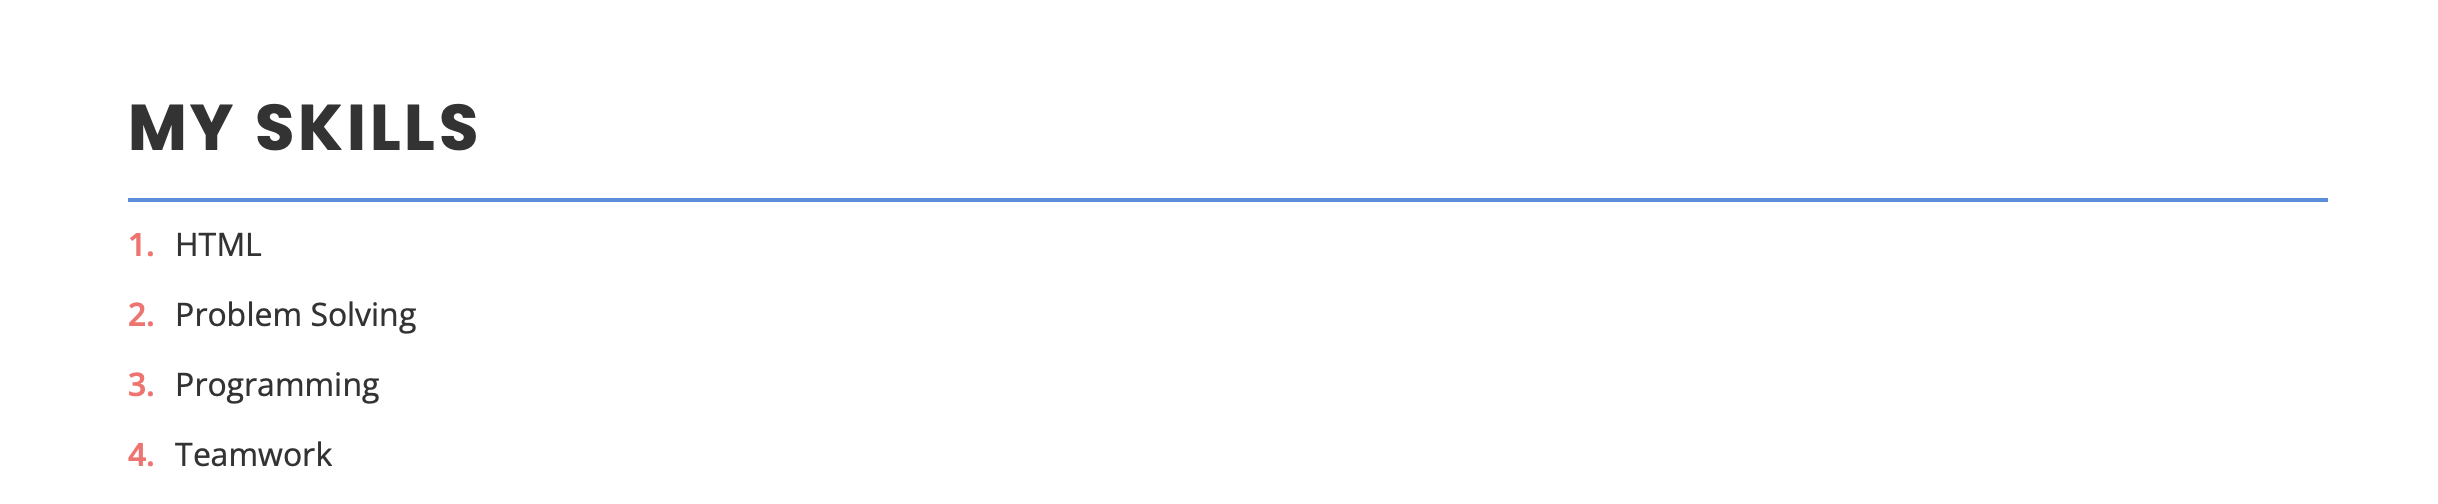 MY SKILLS
1. HTML
2. Problem Solving
3. Programming
4. Teamwork